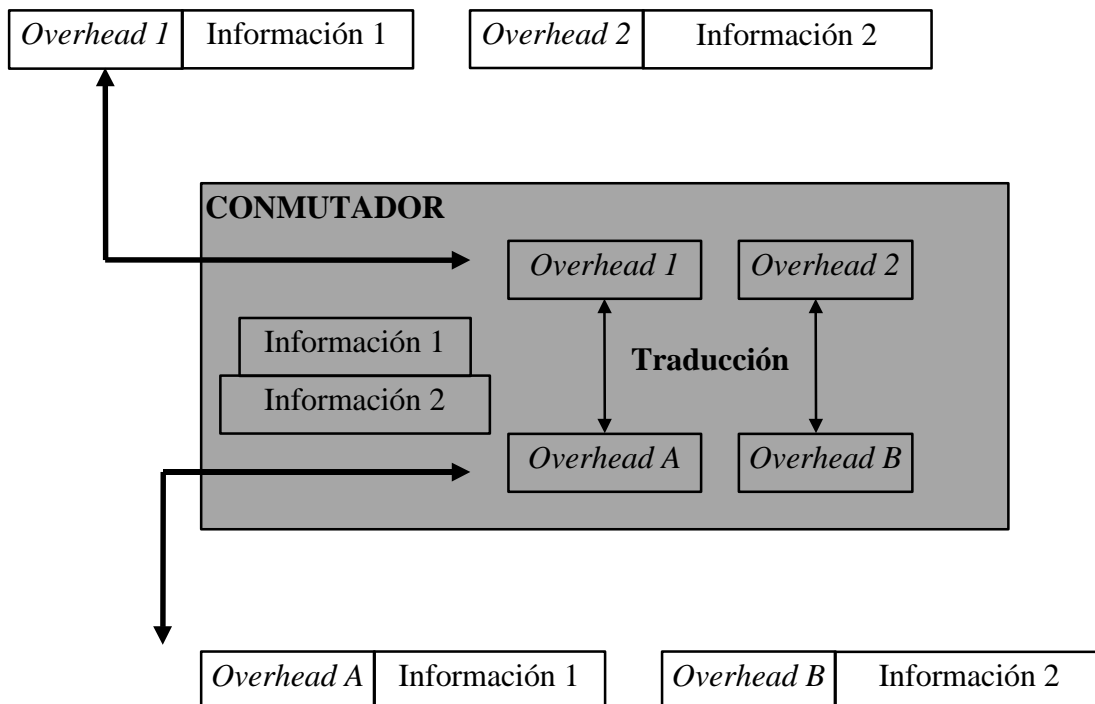 Overhead 1 Información 1 Overhead 2 Información 2
CONMUTADOR
Overhead 1 Overhead 2
Información 1
Traducción
Información 2
Overhead A Overhead B
Overhead A Información 1 Overhead B Información 2